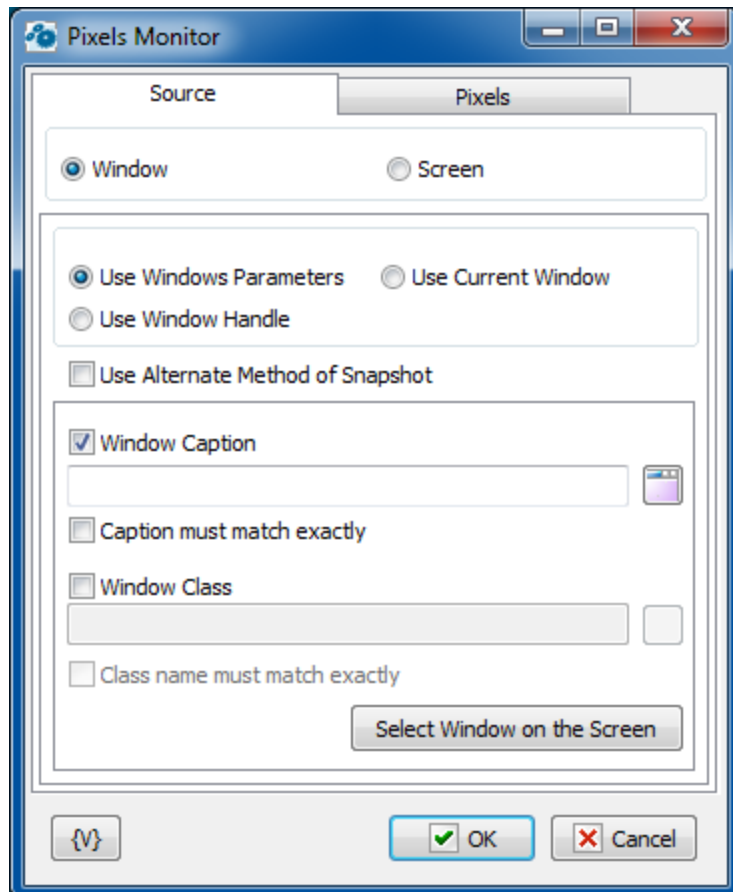 Pixels Monitor
Source Pixels
Window Screen
Use Windows Parameters Use Current Window
Use Window Handle
Use Alternate Method of Snapshot
Window Caption
Caption must match exactly
Window Class
Class name must match exactly
Select Window on the Screen
{V} OK Cancel